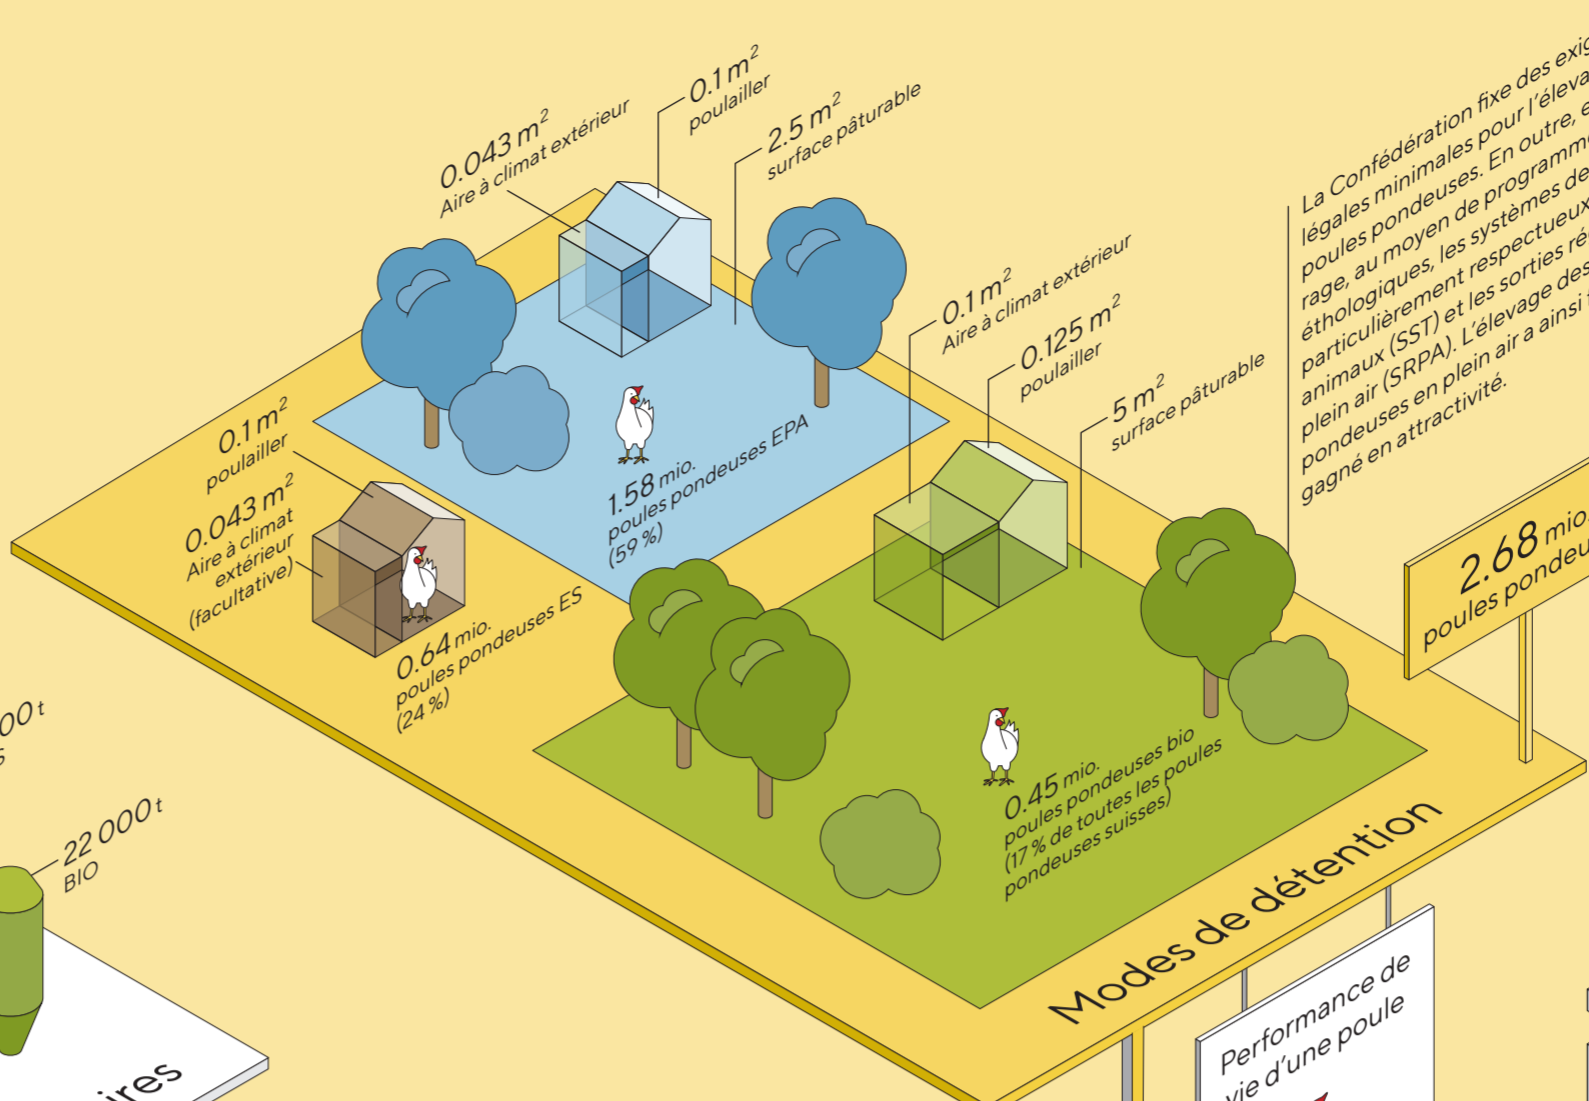 0.1 m²
poulailler
0.043 m²
Aire à climat extérieur
2.5 m²
surface pâturable
1.58 mio.
poules pondeuses EPA
(59 %)
0.1 m²
poulailler
0.043 m²
Aire à climat
extérieur
(facultative)
0.64 mio.
poules pondeuses ES
(24 %)
0.1 m²
Aire à climat extérieur
0.125 m²
poulailler
5 m²
surface pâturable
0.45 mio.
poules pondeuses bio
(17 % de toutes les poules
pondeuses suisses)
La Confédération fixe des
légales minimales pour
poules pondeuses. En outre,
rage, au moyen de
éthologiques, les systèmes
particulièrement respectueux
animaux (SST) et les sorties
plein air (SRPA). L'élevage des
pondeuses en plein air a ainsi
gagné en attractivité.
2.68 mio.
poules
Modes de détention
Performance de
vie d'une poule
22 000 t
BIO